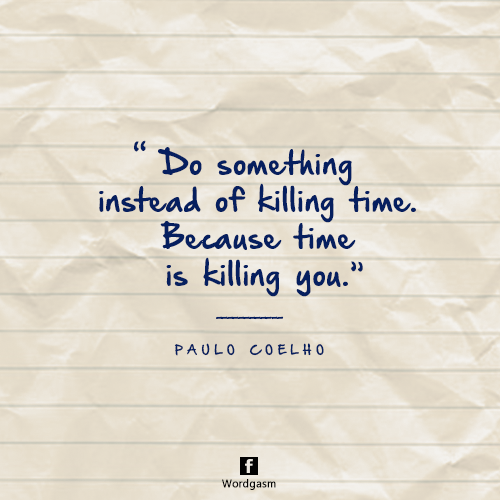 “Do something
instead of killing time.
Because time
is killing you.”
PAULO COELHO
f
Wordgasm